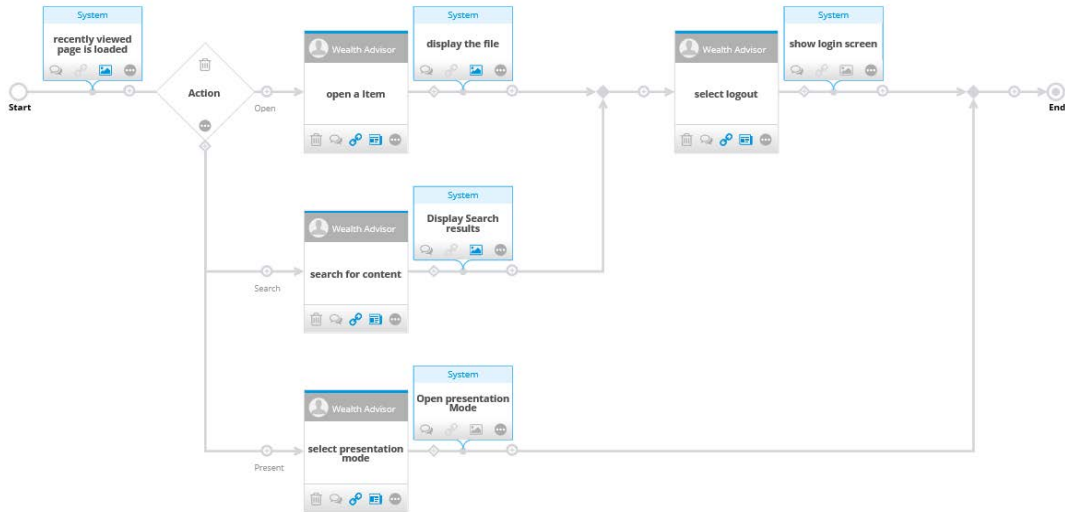 System
recently viewed
page is loaded
Start
Action
Open
Wealth Advisor
open a Item
System
display the file
Wealth Advisor
select logout
System
show login screen
End
Search
Wealth Advisor
search for content
System
Display Search
results
Present
Wealth Advisor
select presentation
mode
System
Open presentation
Mode